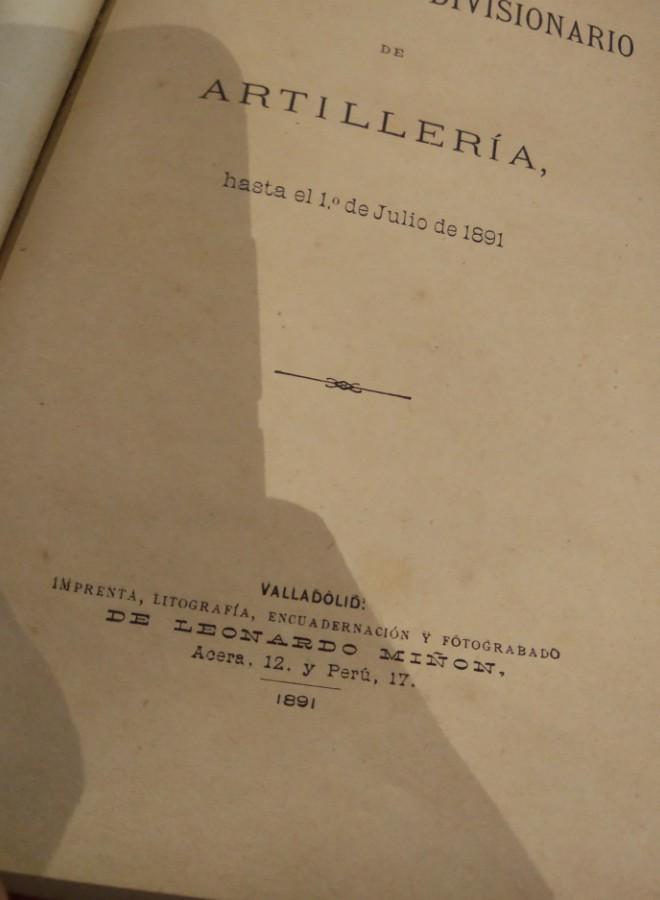 DIVISIONARIO
DE
ARTILLERÍA,
hasta el 1.º de Julio de 1891
VALLADOLID:
IMPRENTA, LITOGRAFÍA, ENCUADERNACIÓN Y FOTOGRABADO
DE LEONARDO MIÑON,
Acera, 12. y Perú, 17.
1891